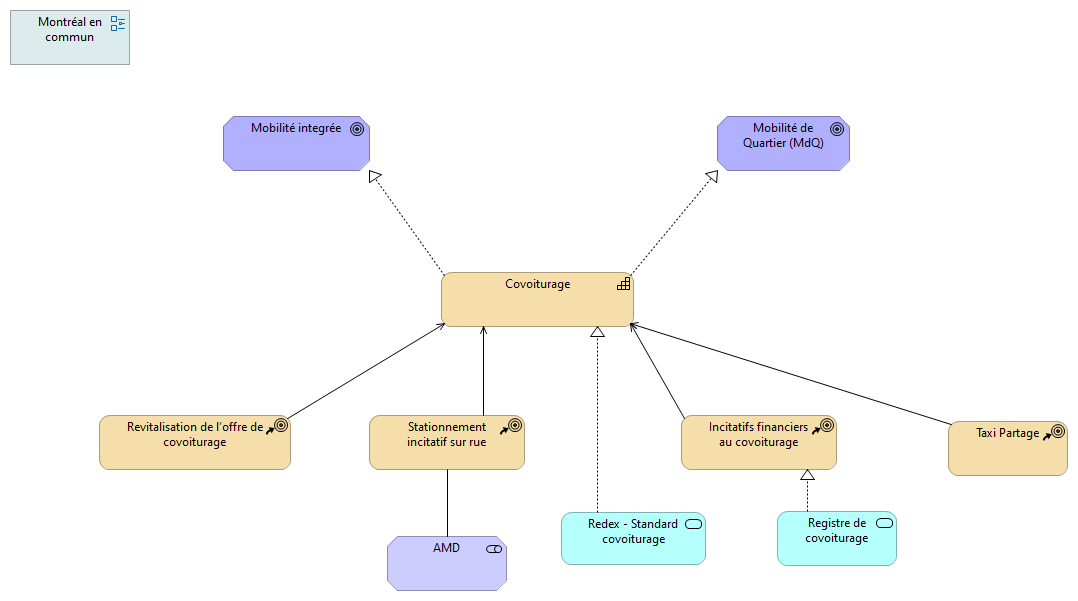 Montréal en
commun
Mobilité integrée
Mobilité de
Quartier (MdQ)
Covoiturage
Revitalisation de l'offre de
covoiturage
Stationnement
incitatif sur rue
Incitatifs financiers
au covoiturage
Taxi Partage
AMD
Redex - Standard
covoiturage
Registre de
covoiturage